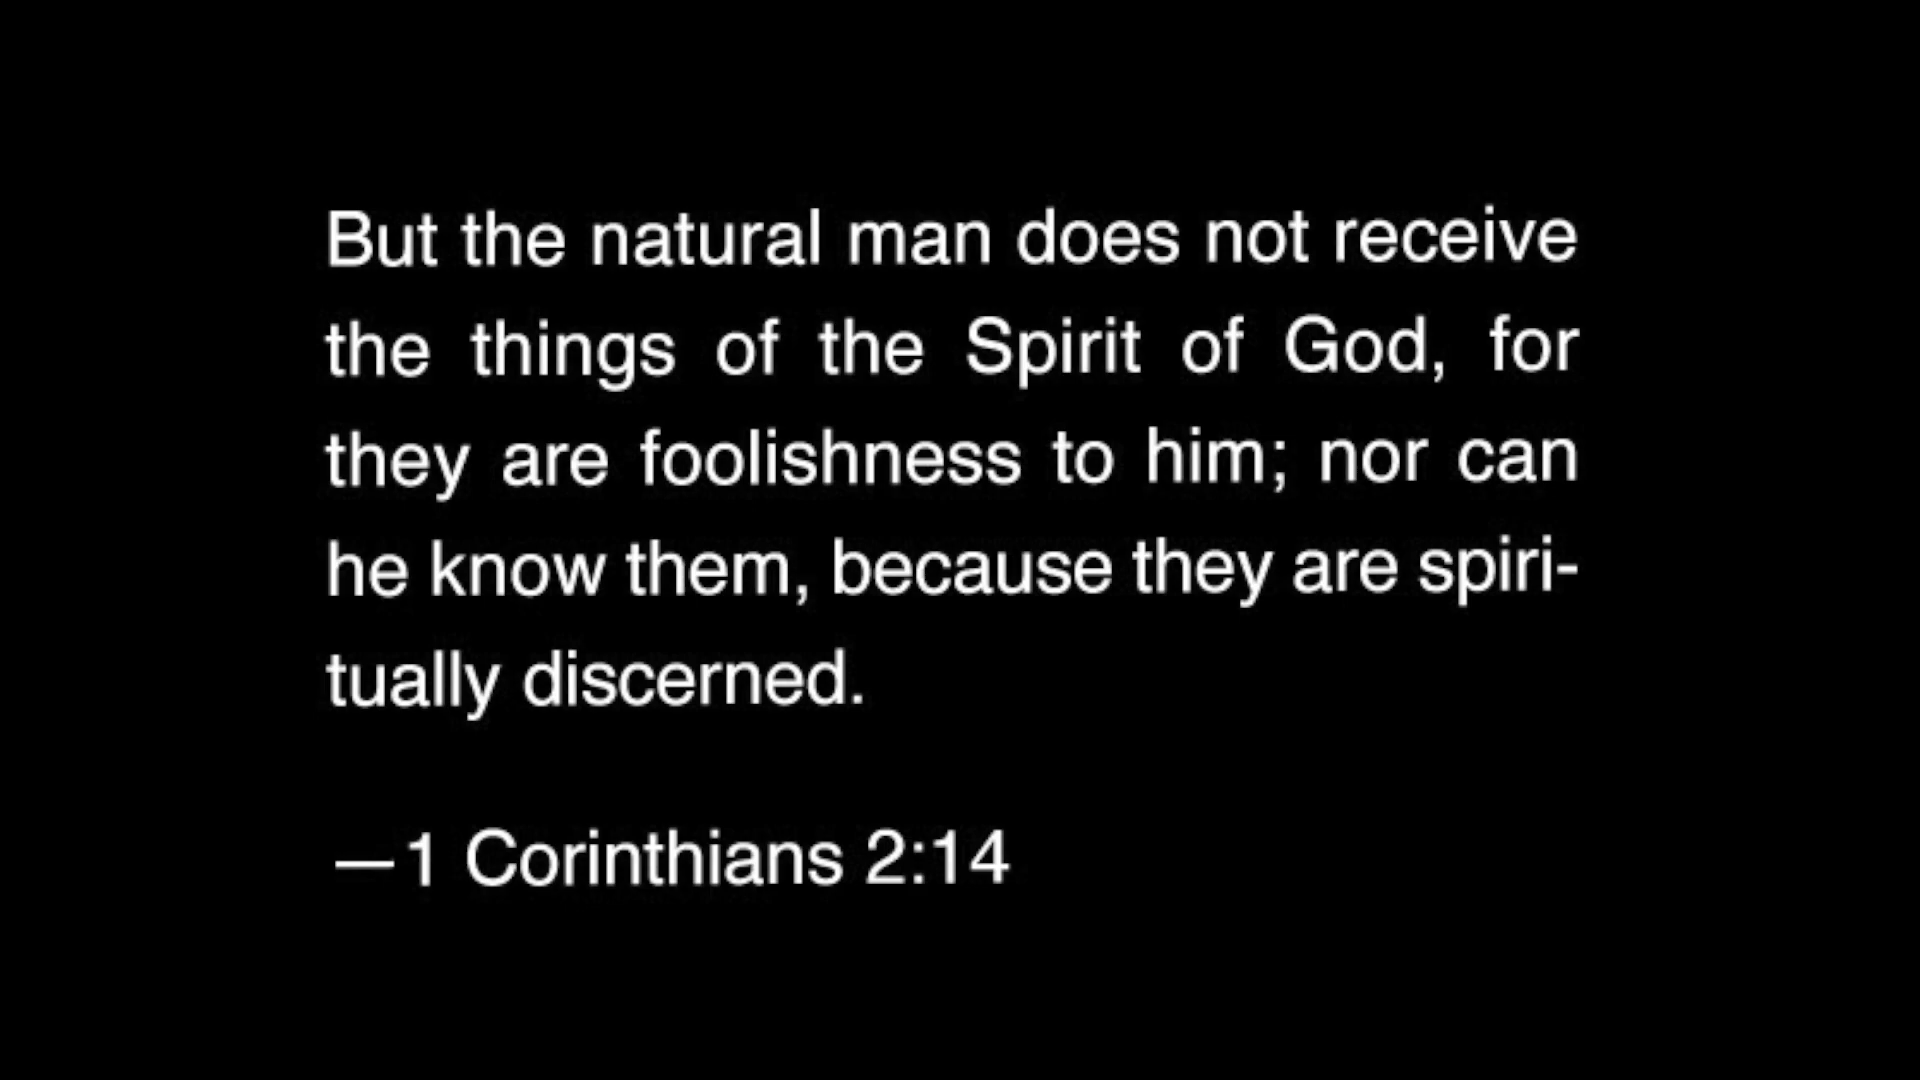 But the natural man does not receive
the things of the Spirit of God, for
they are foolishness to him; nor can
he know them, because they are spiri-
tually discerned.
—1 Corinthians 2:14